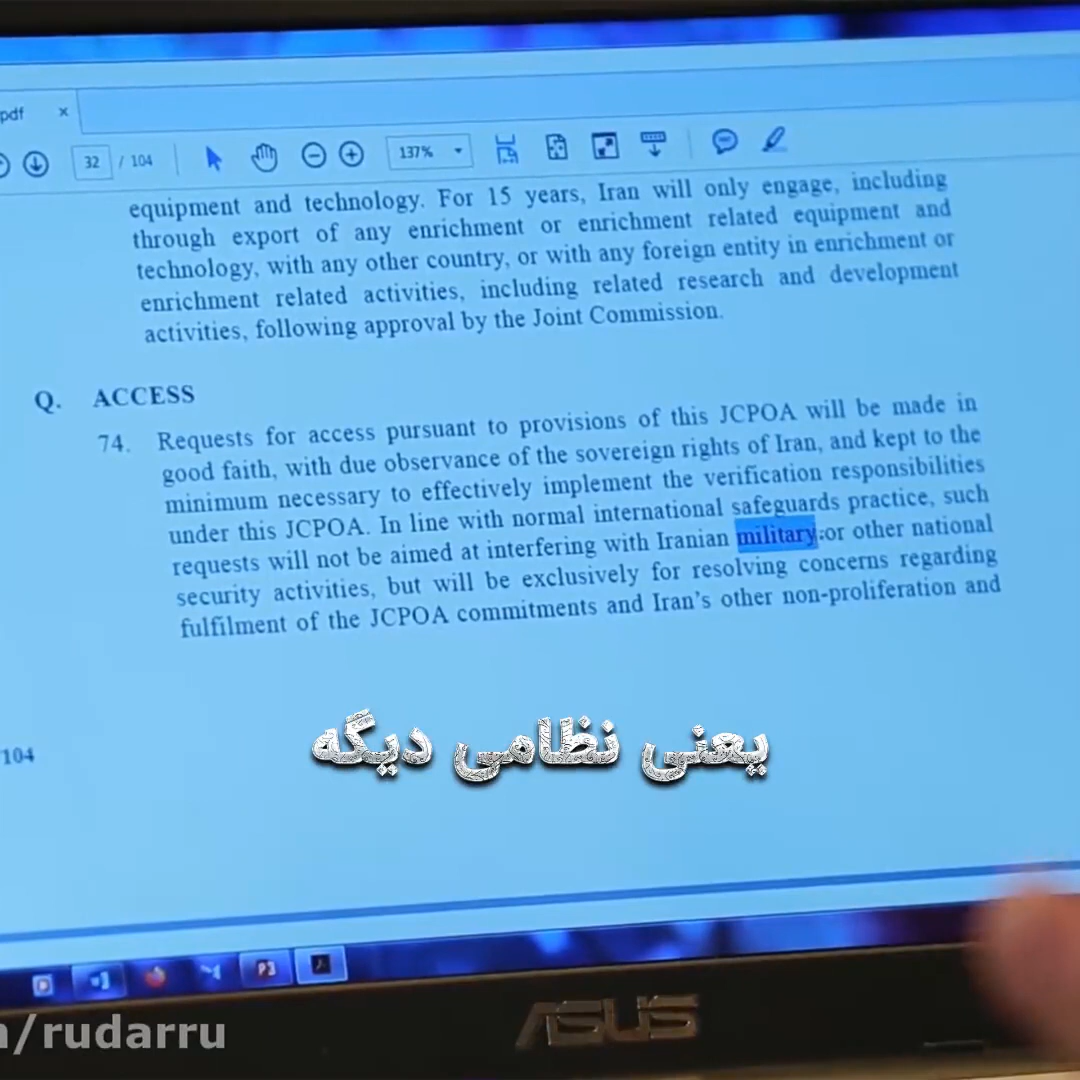 pdf ×
32 / 104 137%
equipment and technology. For 15 years, Iran will only engage, including
through export of any enrichment or enrichment related equipment and
technology, with any other country, or with any foreign entity in enrichment or
enrichment related activities, including related research and development
activities, following approval by the Joint Commission.
Q. ACCESS
74. Requests for access pursuant to provisions of this JCPOA will be made in
good faith, with due observance of the sovereign rights of Iran, and kept to the
minimum necessary to effectively implement the verification responsibilities
under this JCPOA. In line with normal international safeguards practice, such
requests will not be aimed at interfering with Iranian military or other national
security activities, but will be exclusively for resolving concerns regarding
fulfilment of the JCPOA commitments and Iran's other non-proliferation and
یعنی نظامی دیگه
104
ASUS
/rudarru